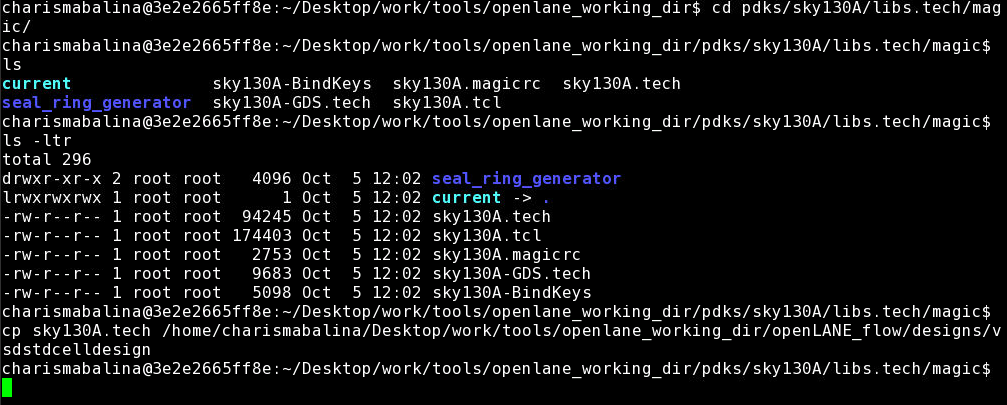 charismabalina@3e2e2665ff8e:~/Desktop/work/tools/openlane_working_dir$ cd pdks/sky130A/libs.tech/mag
ic/
charismabalina@3e2e2665ff8e:~/Desktop/work/tools/openlane_working_dir/pdks/sky130A/libs.tech/magic$
ls
current               sky130A-BindKeys  sky130A.magicrc  sky130A.tech
seal_ring_generator  sky130A-GDS.tech  sky130A.tcl
charismabalina@3e2e2665ff8e:~/Desktop/work/tools/openlane_working_dir/pdks/sky130A/libs.tech/magic$
ls -ltr
total 296
drwxr-xr-x 2 root root   4096 Oct  5 12:02 seal_ring_generator
lrwxrwxrwx 1 root root      1 Oct  5 12:02 current -> .
-rw-r--r-- 1 root root  94245 Oct  5 12:02 sky130A.tech
-rw-r--r-- 1 root root 174403 Oct  5 12:02 sky130A.tcl
-rw-r--r-- 1 root root   2753 Oct  5 12:02 sky130A.magicrc
-rw-r--r-- 1 root root   9683 Oct  5 12:02 sky130A-GDS.tech
-rw-r--r-- 1 root root   5098 Oct  5 12:02 sky130A-BindKeys
charismabalina@3e2e2665ff8e:~/Desktop/work/tools/openlane_working_dir/pdks/sky130A/libs.tech/magic$
cp sky130A.tech /home/charismabalina/Desktop/work/tools/openlane_working_dir/openLANE_flow/designs/v
sdstdcelldesign
charismabalina@3e2e2665ff8e:~/Desktop/work/tools/openlane_working_dir/pdks/sky130A/libs.tech/magic$